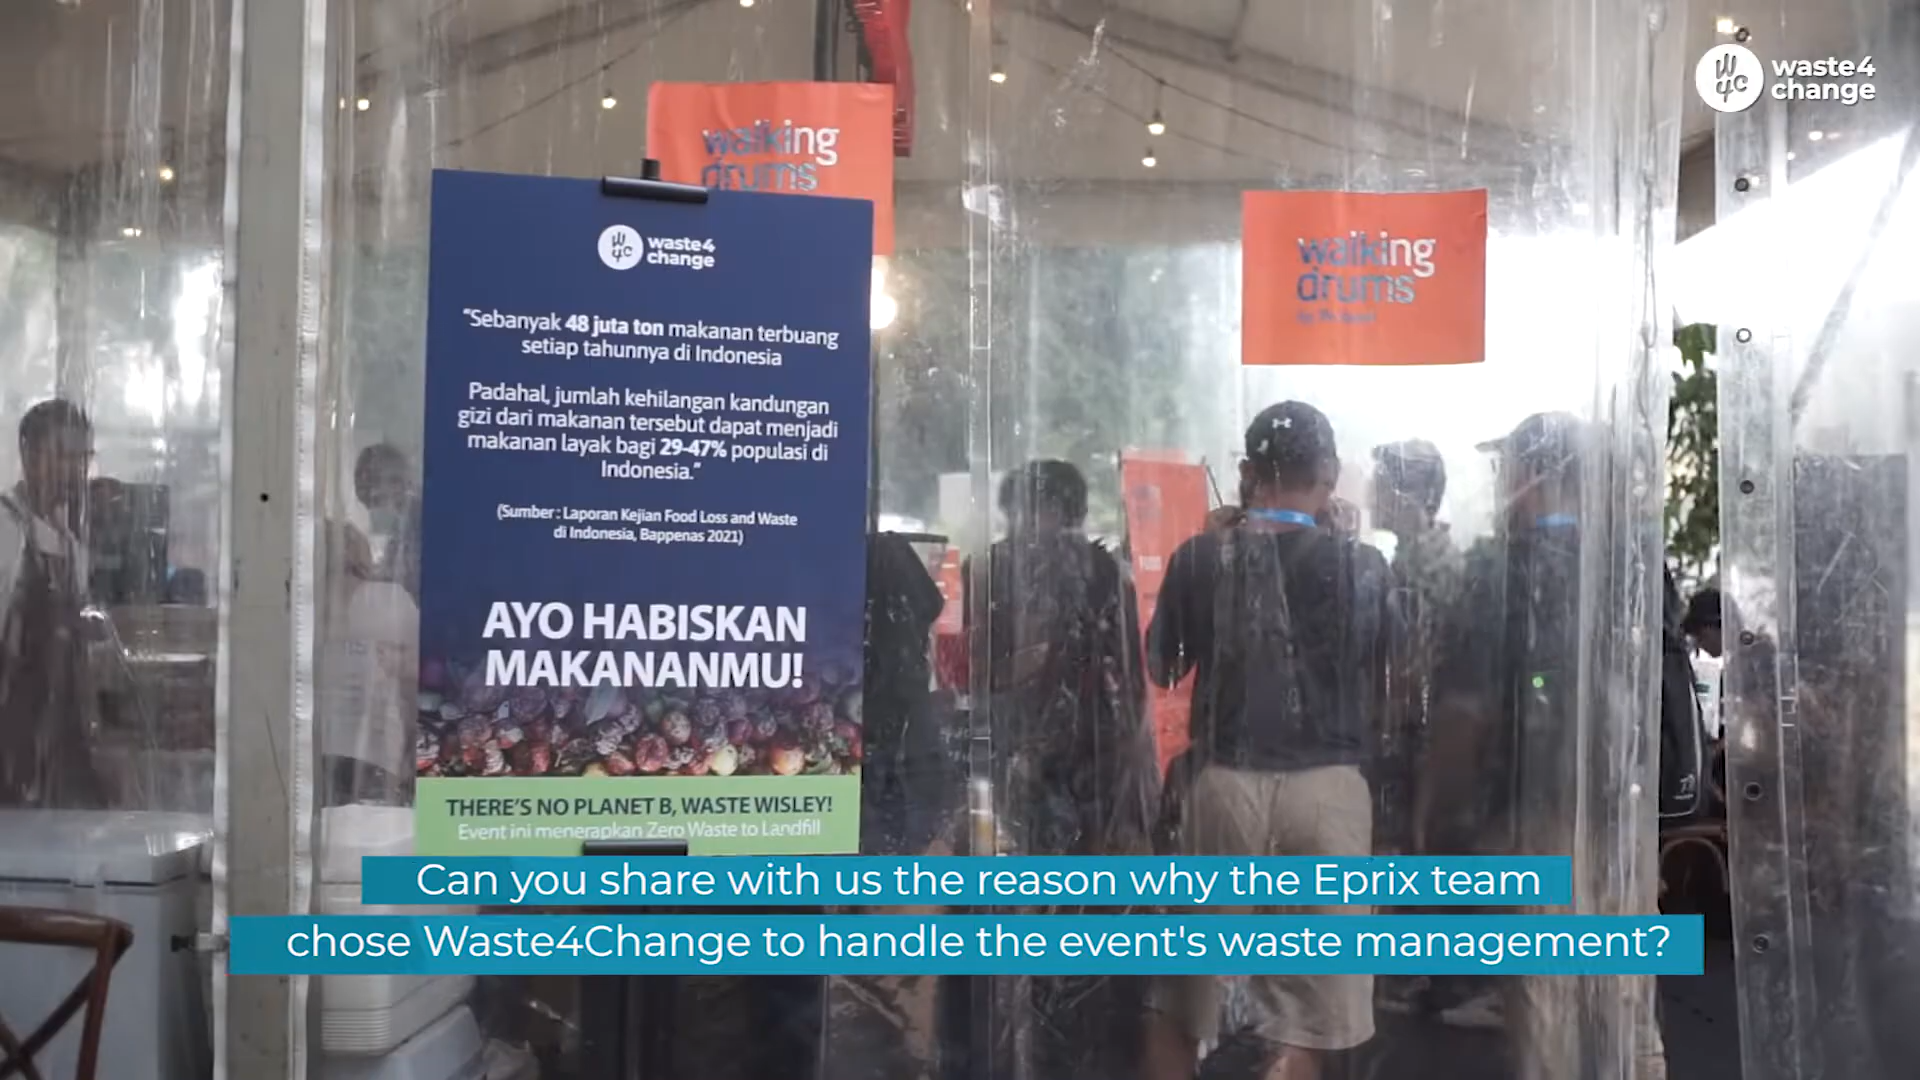 waste4
change
walking
drums
waste4
change
"Sebanyak 48 juta ton makanan terbuang
setiap tahunnya di Indonesia
Padahal, jumlah kehilangan kandungan
gizi dari makanan tersebut dapat menjadi
makanan layak bagi 29-47% populasi di
Indonesia."
(Sumber : Laporan Kejian Food Loss and Waste
di Indonesia, Bappenas 2021)
AYO HABISKAN
MAKANANMU!
THERE'S NO PLANET B, WASTE WISLEY!
Event ini menerapkan Zero Waste to Landfill
walking
drums
FOOD
Can you share with us the reason why the Eprix team
chose Waste4Change to handle the event's waste management?